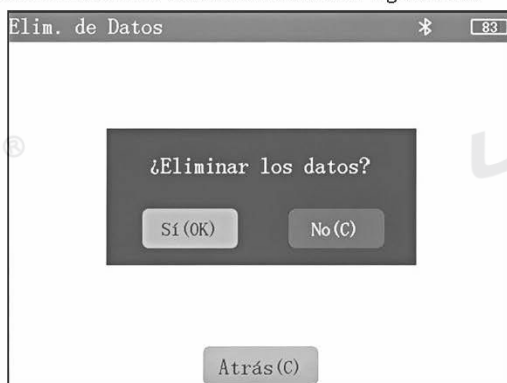 Elim. de Datos 83
¿Eliminar los datos?
Sí(OK) No(C)
Atrás(C)